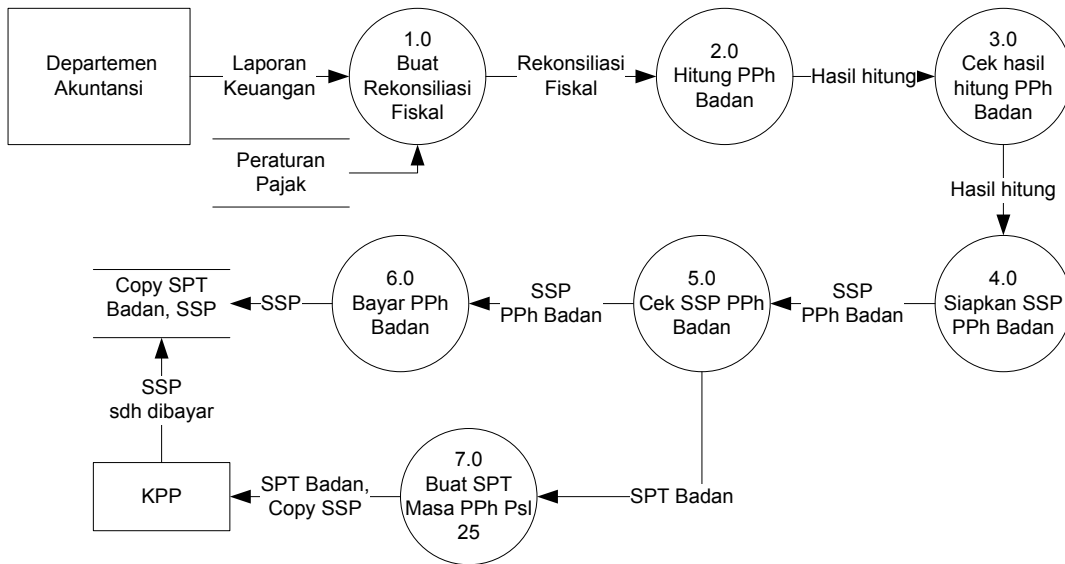 Departemen
Akuntansi
Laporan
Keuangan
1.0
Buat
Rekonsiliasi
Fiskal
Rekonsiliasi
Fiskal
2.0
Hitung PPh
Badan
Hasil hitung
3.0
Cek hasil
hitung PPh
Badan
Peraturan
Pajak
Hasil hitung
Copy SPT
Badan, SSP
SSP
6.0
Bayar PPh
Badan
SSP
PPh Badan
5.0
Cek SSP PPh
Badan
SSP
PPh Badan
4.0
Siapkan SSP
PPh Badan
SSP
sdh dibayar
KPP
SPT Badan,
Copy SSP
7.0
Buat SPT
Masa PPh Psl
25
SPT Badan